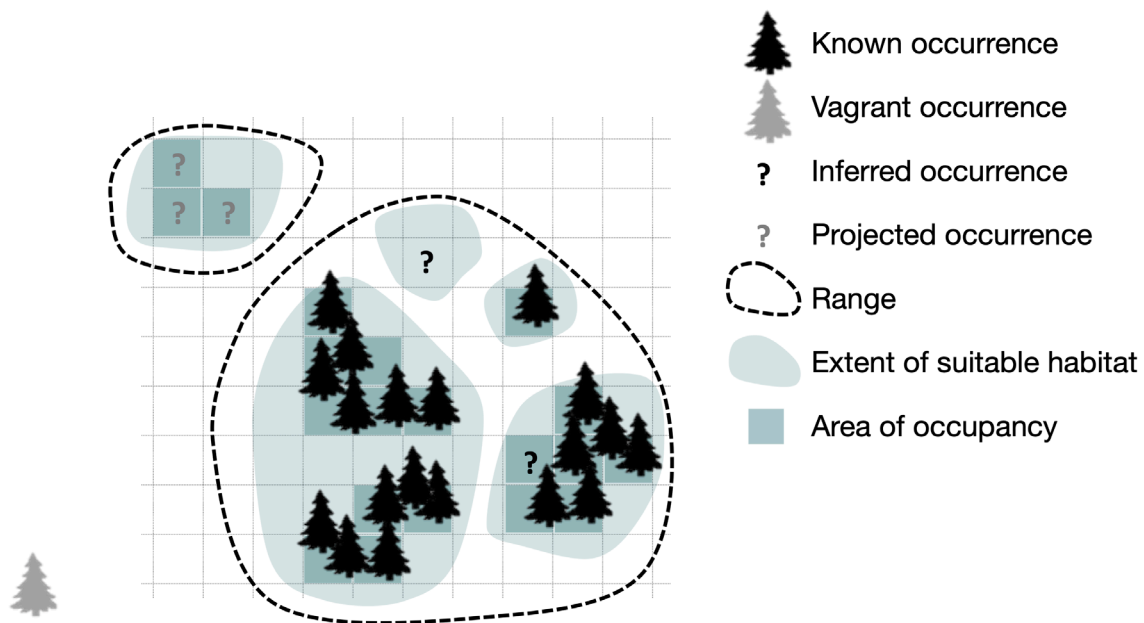 Known occurrence
Vagrant occurrence
? Inferred occurrence
? Projected occurrence
Range
Extent of suitable habitat
Area of occupancy
?
? ?
?
?